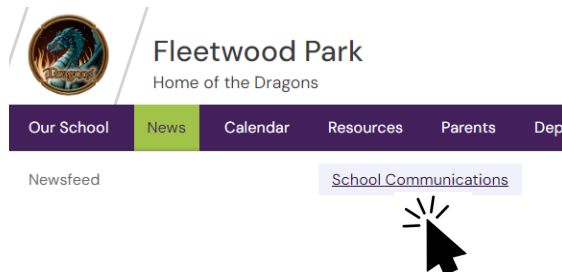 Fleetwood Park
Home of the Dragons
Our School News Calendar Resources Parents Dep
Newsfeed School Communications